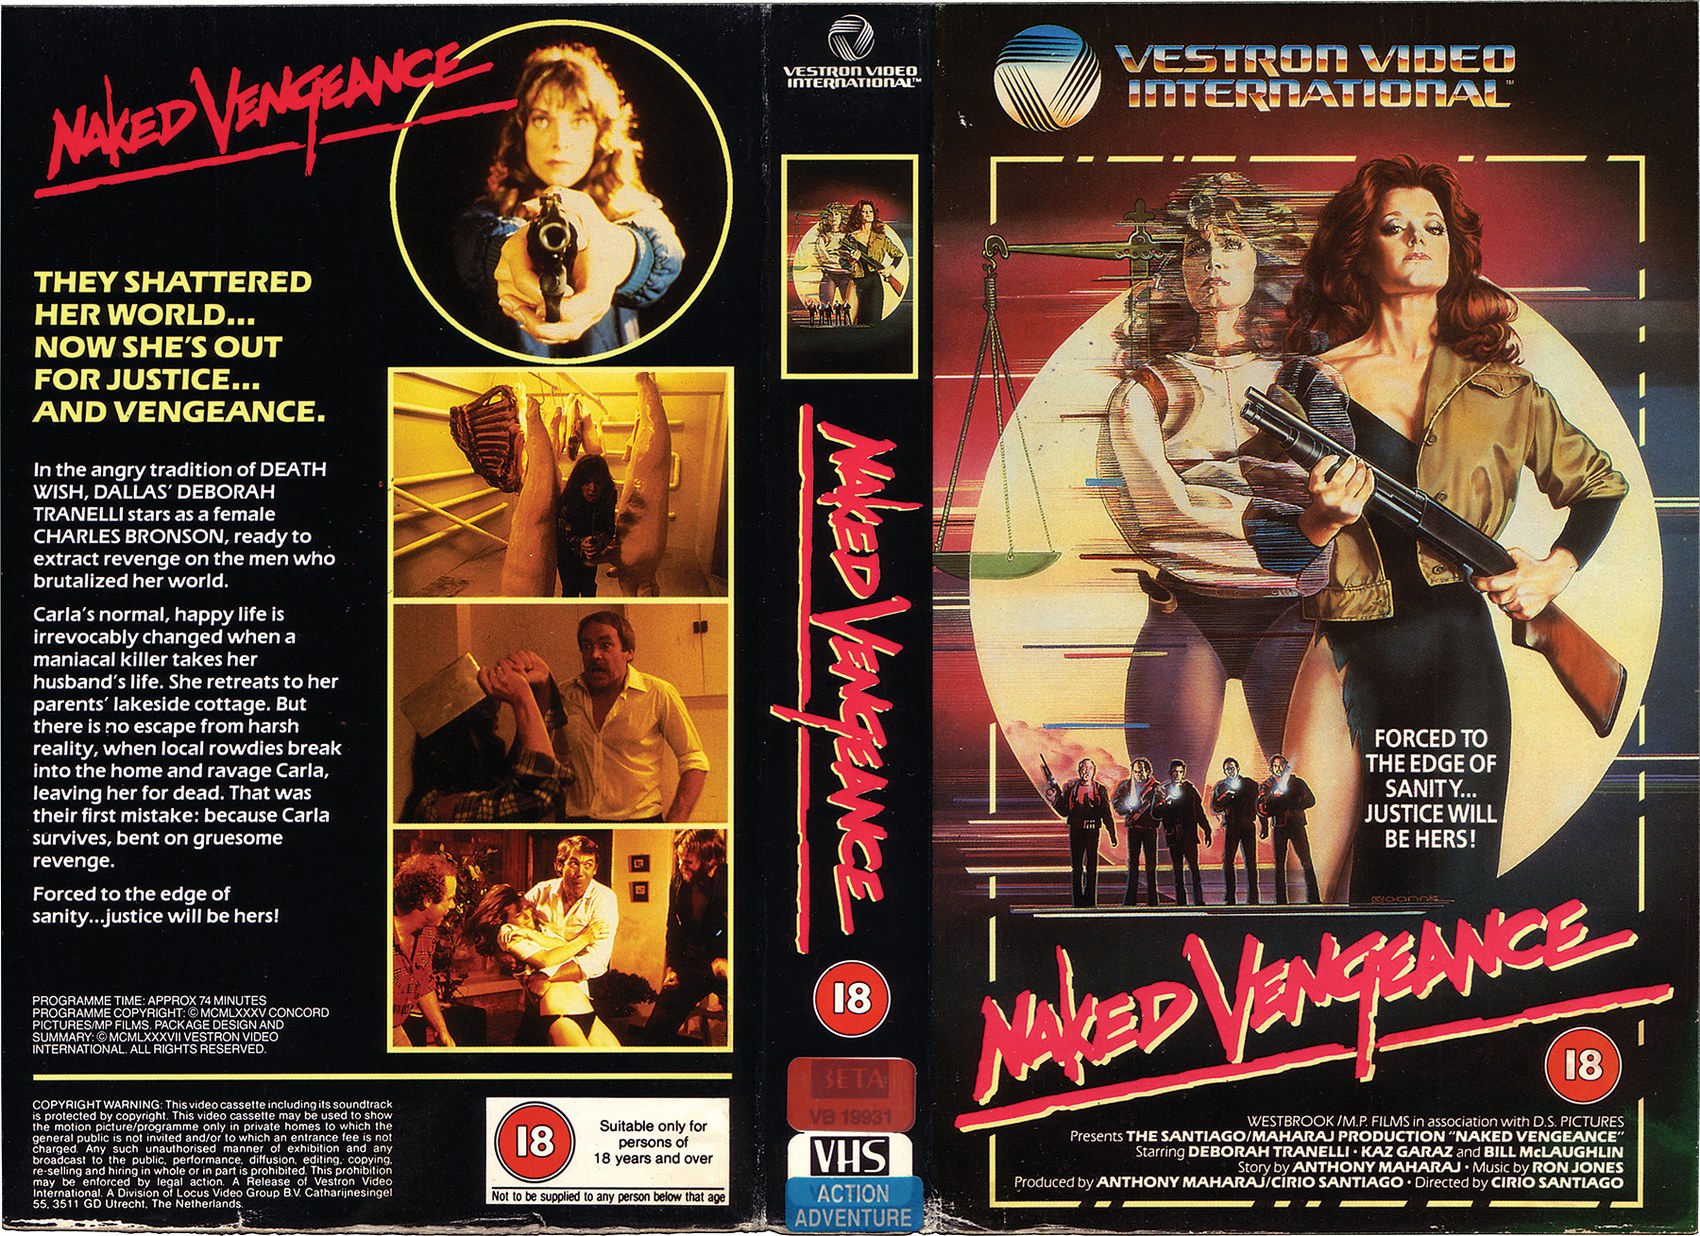 NAKED VENGEANCE
THEY SHATTERED
HER WORLD...
NOW SHE'S OUT
FOR JUSTICE...
AND VENGEANCE.
In the angry tradition of DEATH
WISH, DALLAS' DEBORAH
TRANELLI stars as a female
CHARLES BRONSON, ready to
extract revenge on the men who
brutalized her world.
Carla's normal, happy life is
irrevocably changed when a
maniacal killer takes her
husband's life. She retreats to her
parents' lakeside cottage. But
there is no escape from harsh
reality, when local rowdies break
into the home and ravage Carla,
leaving her for dead. That was
their first mistake: because Carla
survives, bent on gruesome
revenge.
Forced to the edge of
sanity...justice will be hers!
PROGRAMME TIME: APPROX 74 MINUTES
PROGRAMME COPYRIGHT: © MCMLXXXV CONCORD
PICTURES/MP FILMS. PACKAGE DESIGN AND
SUMMARY: © MCMLXXXVII VESTRON VIDEO
INTERNATIONAL. ALL RIGHTS RESERVED.
COPYRIGHT WARNING: This video cassette including its soundtrack
is protected by copyright. This video cassette may be used to show
the motion picture/programme only in private homes to which the
general public is not invited and/or to which an entrance fee is not
charged. Any such unauthorised manner of exhibition and any
broadcast to the public, performance, diffusion, editing, copying,
re-selling and hiring in whole or in part is prohibited. This prohibition
may be enforced by legal action. A Release of Vestron Video
International. A Division of Locus Video Group B.V. Catharijnesingel
55, 3511 GD Utrecht, The Netherlands.
18
Suitable only for
persons of
18 years and over
Not to be supplied to any person below that age
VESTRON VIDEO
INTERNATIONAL™
NAKED VENGEANCE
18
BETA
VB 19931
VHS
ACTION
ADVENTURE
VESTRON VIDEO
INTERNATIONAL™
FORCED TO
THE EDGE OF
SANITY...
JUSTICE WILL
BE HERS!
NAKED VENGEANCE
18
WESTBROOK/M.P. FILMS in association with D.S. PICTURES
Presents THE SANTIAGO/MAHARAJ PRODUCTION "NAKED VENGEANCE"
Starring DEBORAH TRANELLI • KAZ GARAZ and BILL McLAUGHLIN
Story by ANTHONY MAHARAJ • Music by RON JONES
Produced by ANTHONY MAHARAJ/CIRIO SANTIAGO • Directed by CIRIO SANTIAGO